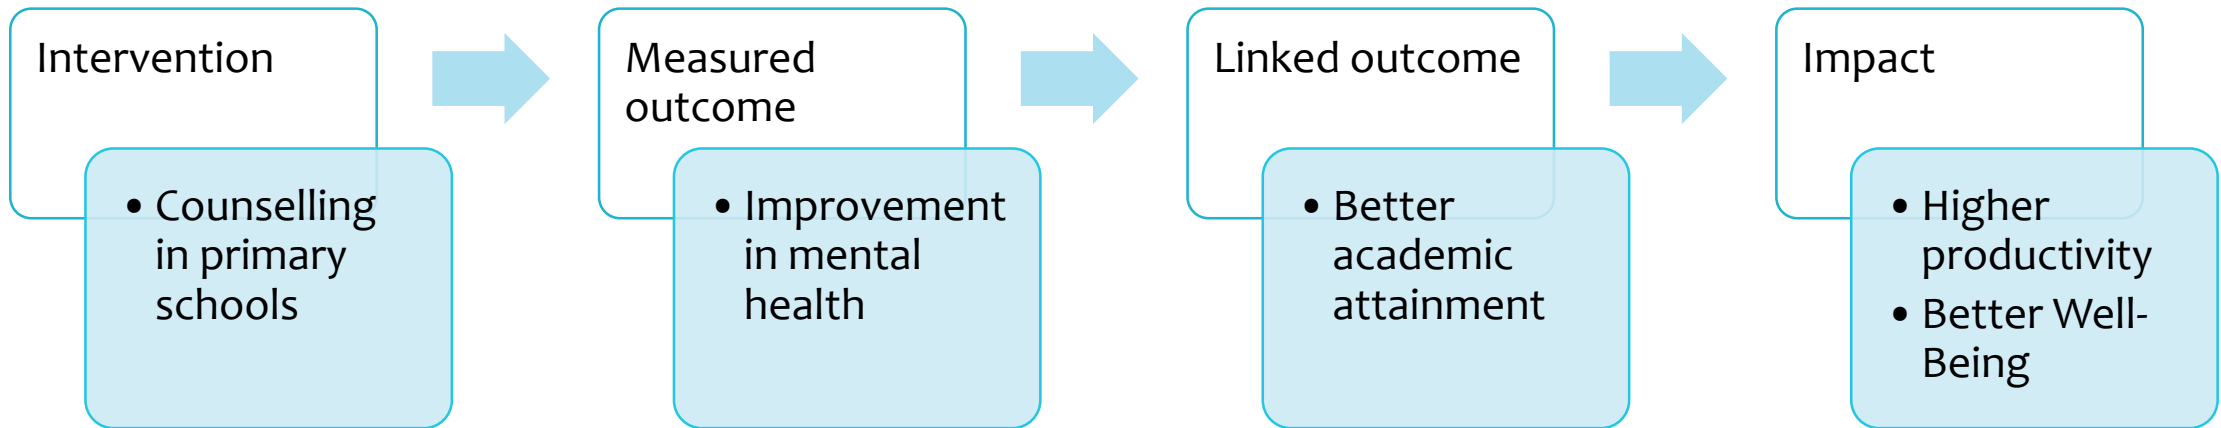 Intervention
• Counselling
in primary
schools
Measured
outcome
• Improvement
in mental
health
Linked outcome
• Better
academic
attainment
Impact
• Higher
productivity
• Better Well-
Being